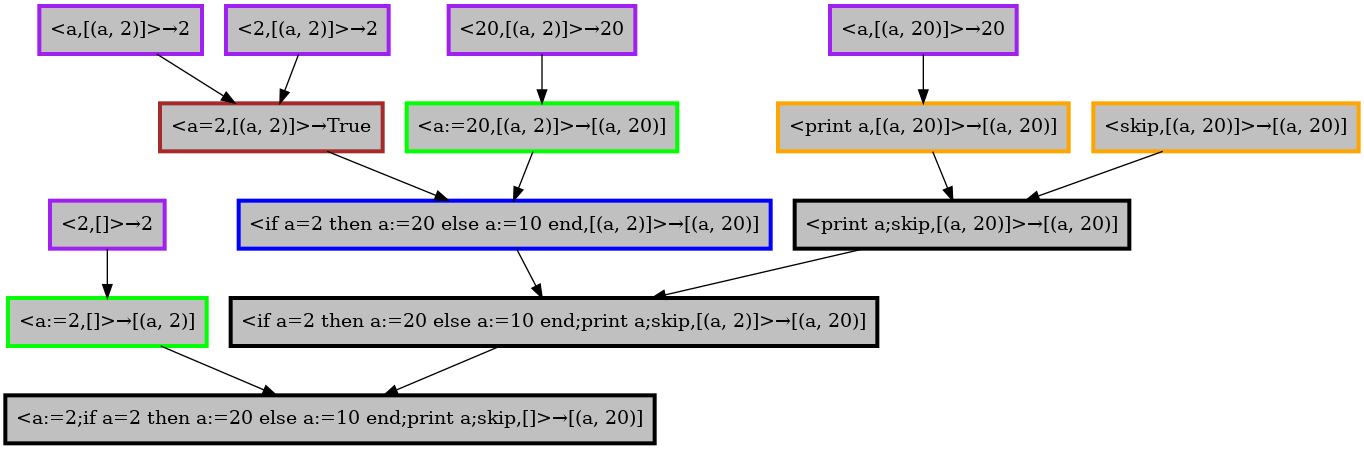 <a,[(a, 2)]>→2
<2,[(a, 2)]>→2
<20,[(a, 2)]>→20
<a,[(a, 20)]>→20
<a=2,[(a, 2)]>→True
<a:=20,[(a, 2)]>→[(a, 20)]
<print a,[(a, 20)]>→[(a, 20)]
<skip,[(a, 20)]>→[(a, 20)]
<2,[]>→2
<if a=2 then a:=20 else a:=10 end,[(a, 2)]>→[(a, 20)]
<print a;skip,[(a, 20)]>→[(a, 20)]
<a:=2,[]>→[(a, 2)]
<if a=2 then a:=20 else a:=10 end;print a;skip,[(a, 2)]>→[(a, 20)]
<a:=2;if a=2 then a:=20 else a:=10 end;print a;skip,[]>→[(a, 20)]